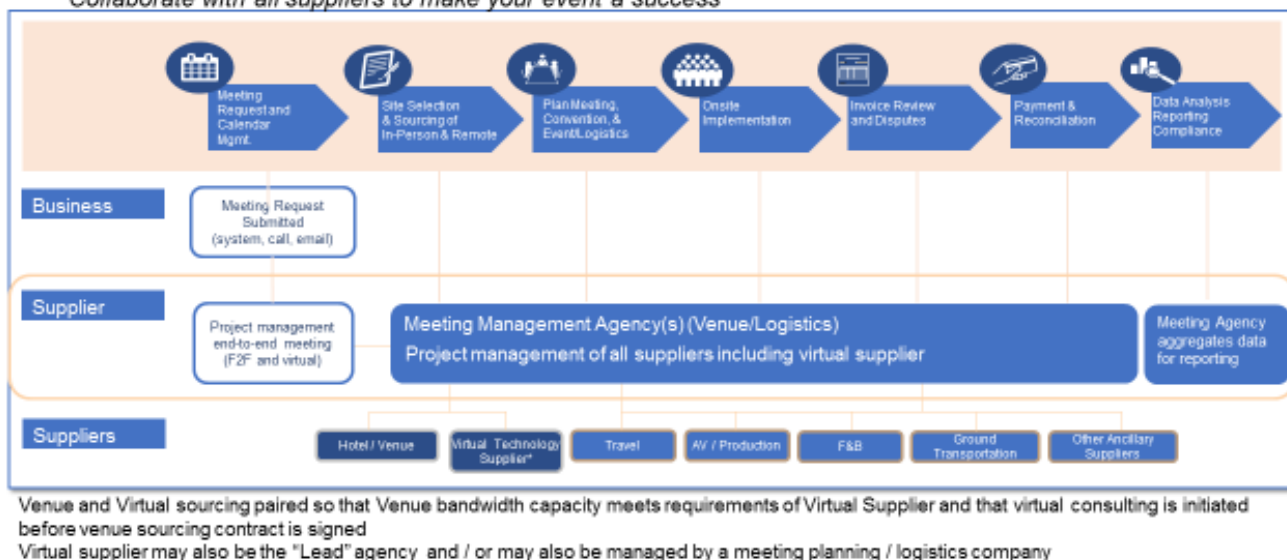 Collaborate with all suppliers to make your event a success
Meeting
Request and
Calendar
Mgmt.
Site Selection
& Sourcing of
In-Person & Remote
Plan Meeting,
Convention, &
Event/Logistics
Onsite
Implementation
Invoice Review
and Disputes
Payment &
Reconciliation
Data Analysis
Reporting
Compliance
Business
Meeting Request
Submitted
(system, call, email)
Supplier
Project management
end-to-end meeting
(F2F and virtual)
Meeting Management Agency(s) (Venue/Logistics)
Project management of all suppliers including virtual supplier
Meeting Agency
aggregates data
for reporting
Suppliers
Hotel / Venue
Virtual Technology
Supplier*
Travel
AV / Production
F&B
Ground
Transportation
Other Ancillary
Suppliers
Venue and Virtual sourcing paired so that Venue bandwidth capacity meets requirements of Virtual Supplier and that virtual consulting is initiated
before venue sourcing contract is signed
Virtual supplier may also be the "Lead" agency and / or may also be managed by a meeting planning / logistics company